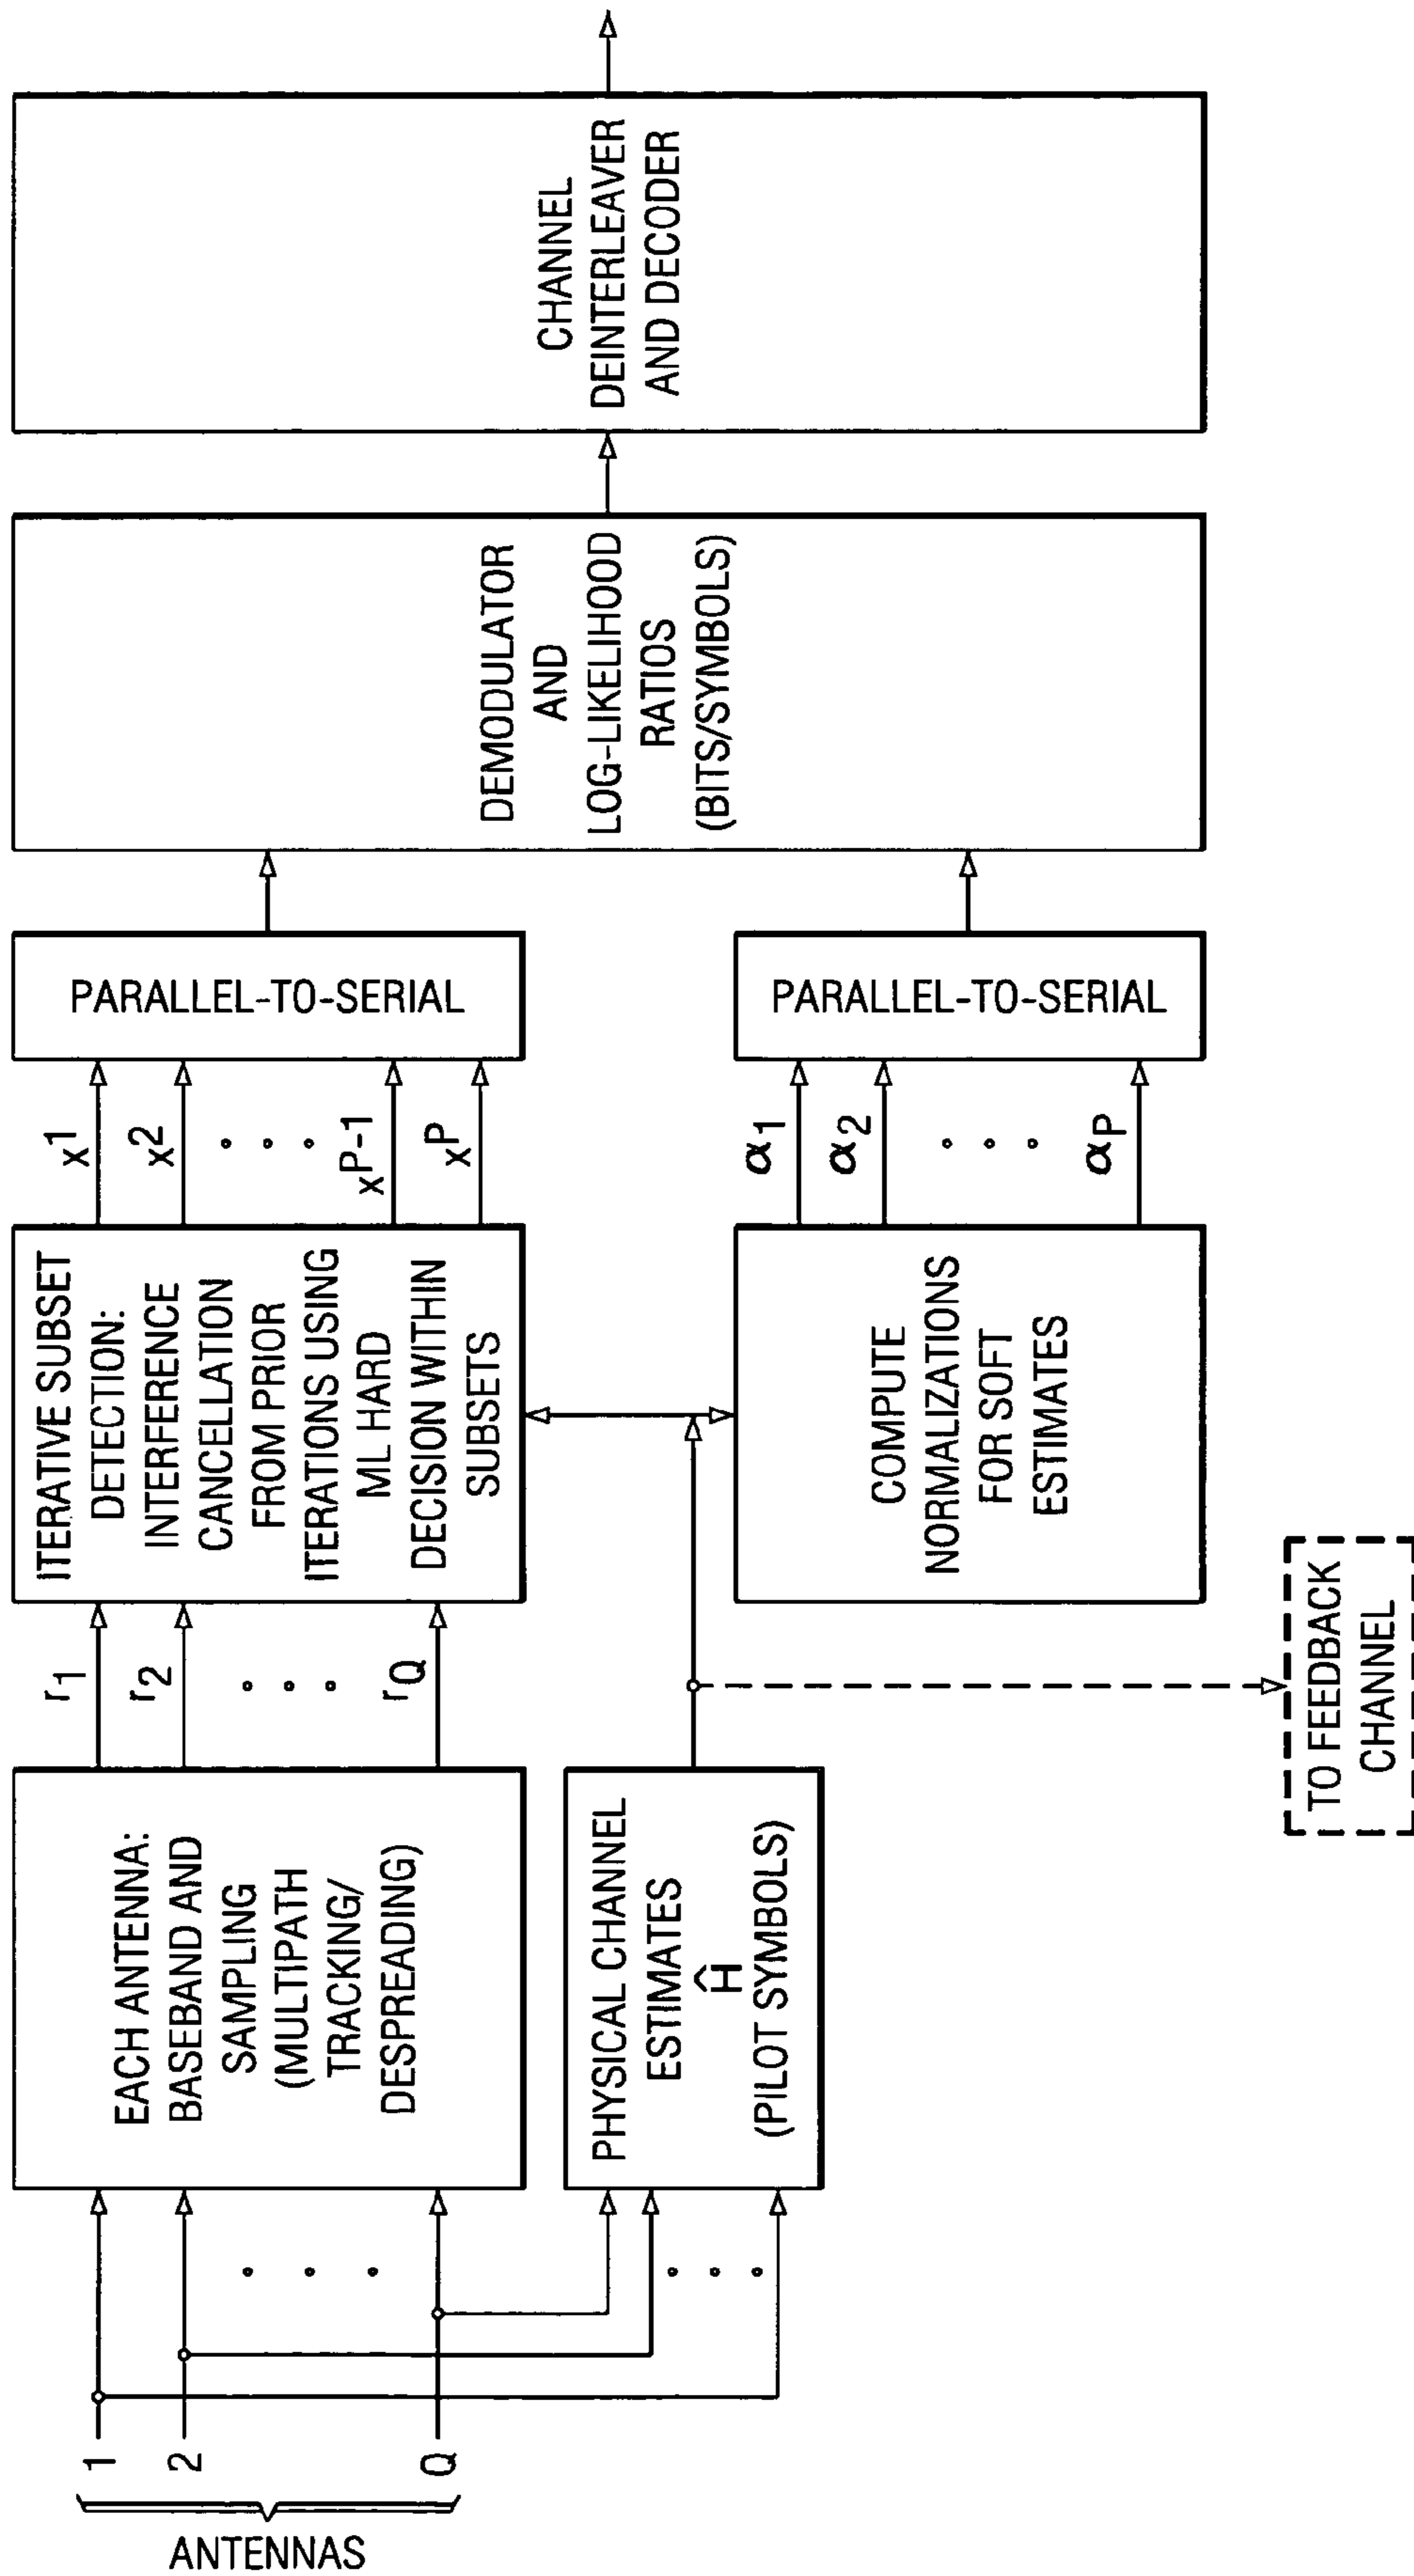 ANTENNAS
1
2
Q
EACH ANTENNA:
BASEBAND AND
SAMPLING
(MULTIPATH
TRACKING/
DESPREADING)
PHYSICAL CHANNEL
ESTIMATES
Ĥ
(PILOT SYMBOLS)
r1
r2
rQ
TO FEEDBACK
CHANNEL
ITERATIVE SUBSET
DETECTION:
INTERFERENCE
CANCELLATION
FROM PRIOR
ITERATIONS USING
ML HARD
DECISION WITHIN
SUBSETS
COMPUTE
NORMALIZATIONS
FOR SOFT
ESTIMATES
x1
x2
xP-1
xP
α1
α2
αP
PARALLEL-TO-SERIAL
PARALLEL-TO-SERIAL
DEMODULATOR
AND
LOG-LIKELIHOOD
RATIOS
(BITS/SYMBOLS)
CHANNEL
DEINTERLEAVER
AND DECODER